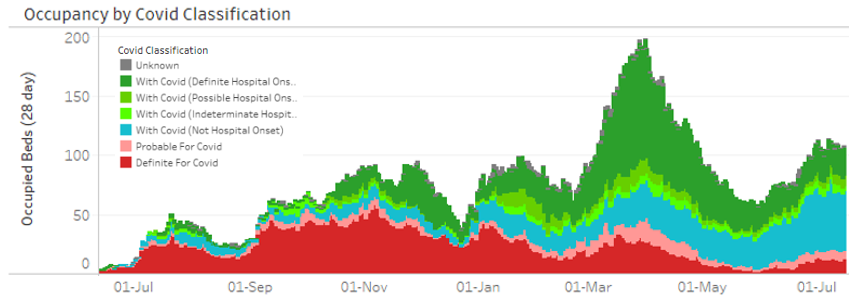 Occupancy by Covid Classification
200
150
100
50
0
Occupied Beds (28 day)
Covid Classification
Unknown
With Covid (Definite Hospital Ons..
With Covid (Possible Hospital Ons..
With Covid (Indeterminate Hospit..
With Covid (Not Hospital Onset)
Probable For Covid
Definite For Covid
01-Jul 01-Sep 01-Nov 01-Jan 01-Mar 01-May 01-Jul